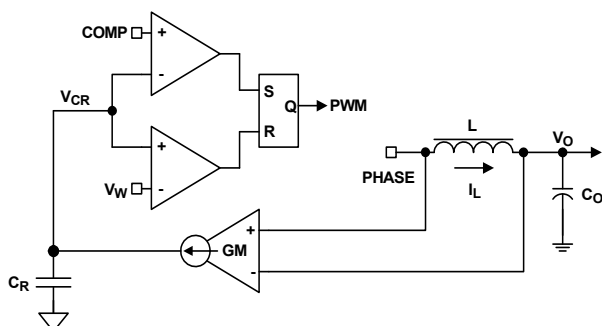 COMP
+
-
V_CR
S
Q
PWM
R
+
V_W
-
L
V_O
PHASE
I_L
C_O
+
GM
-
C_R